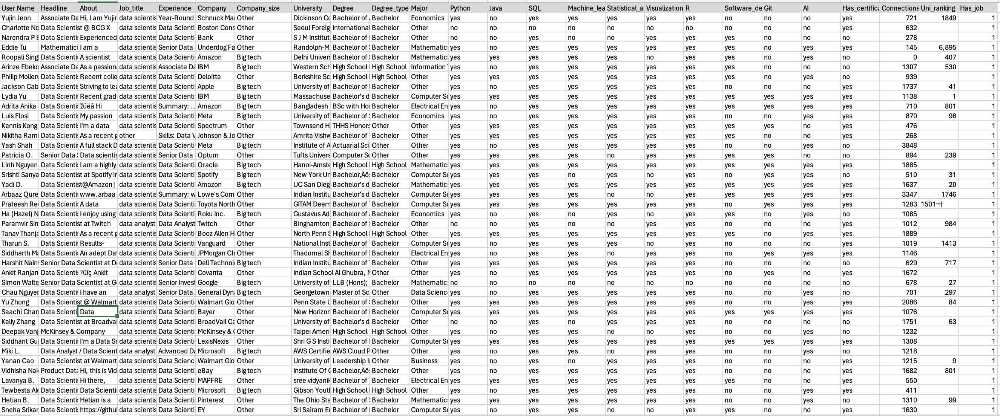 User Name Headline About Job_title Experience Company Company_size University Degree Degree_type Major Python Java SQL Machine_lea Statistical_a Visualization R Software_de Git AI Has_certifica Connections Uni_ranking Has_job
Yujin Jeon Associate Da Hi, I am Yujin data scientis Year-Round Schnuck Mar Other Dickinson Co Bachelor of Bachelor Economics yes no yes yes yes yes yes no no no yes 721 1849 1
Charlotte No Data Scientist @ BCG X data scientis Data Scienti Boston Cons Other Seoul Foreig International Bachelor Other no no no no no no no no no no yes 632 1
Narendra P E Data Scienti Experienced data scientis Data Scienti Bank Other S J M Institut Bachelor of Bachelor Other no no yes no no yes yes yes no no no 278 1
Eddie Tu Mathematici I am a data scientis Senior Data Underdog Fa Other Randolph-M Bachelor of Bachelor Mathematic yes no yes yes yes yes yes yes no yes yes 145 6,895 1
Roopali Sing Data Scienti A scientist data scientis Data Scienti Amazon Big tech Delhi Univers Bachelor of Bachelor Mathematic yes yes yes yes yes no yes yes no yes no 0 407 1
Arinze Ebeko Associate Da As a passion data scientis Associate Da IBM Big tech Western Sch High School High School Information yes no yes yes yes yes yes yes no no no 1307 530 1
Philip Molleru Data Scienti Recent colle data scientis Data Scienti Deloitte Other Berkshire Sc High School High School Other yes yes yes yes yes yes yes yes no yes no 939 1
Jackson Cab Data Scienti Striving to lea data scientis Data Scienti Apple Big tech University of Bachelor of Bachelor Other yes no yes yes yes yes yes no no no yes 1737 41 1
Lydia Yu Data Scienti Recent grad data scientis Data Scienti IBM Big tech Massachuse Bachelor's d Bachelor Computer Sc yes yes yes yes yes yes yes yes yes yes yes 1138 1 1
Adrita Anika Data Scienti üëã Hi data scientis Summary: .. Amazon Big tech Bangladesh BSc with Ho Bachelor Electrical En yes no yes yes yes yes yes yes yes yes yes 710 801 1
Luis Flosi Data Scienti My passion data scientis Data Scienti Meta Big tech University of Bachelor of Bachelor Economics yes no yes yes yes yes yes no no yes yes 870 98 1
Kennis Kong Data Scienti I'm a data data scientis Data Scienti Spectrum Other Townsend H THHS Honors Other Other yes yes yes yes yes yes yes yes yes no yes 476 1
Nikitha Rami Data Scienti As a recent g other Skills: Data V Johnson & Jo Other Amrita Vishw Bachelor of Bachelor Other yes yes yes yes yes yes yes yes no no yes 268 1
Yash Shah Data Scienti A full stack D data scientis Data Scienti Meta Big tech Institute of A Actuarial Sci Other Other yes no yes yes yes yes yes no no yes no 3848 1
Patricia O. Senior Data Data scientis data scientis Senior Data Optum Other Tufts Univers Computer Sc Other Other yes yes yes yes no yes yes yes yes no no 894 239 1
Linh Nguyen Data Scienti I am a highly data scientis Data Scienti Oracle Big tech Hanoi-Amste High School High School Mathematic yes yes yes yes yes yes yes yes yes yes yes 1885 1
Srishti Sanya Data Scientist at Spotify in data scientis Data Scienti Spotify Big tech New York Un Bachelor‚Äôs Bachelor Computer Sc yes yes yes no yes no yes no yes yes no 510 31 1
Yadi D. Data Scientist@Amazon| data scientis Data Scienti Amazon Big tech UC San Dieg Bachelor's d Bachelor Mathematic yes yes yes yes yes yes yes yes yes yes yes 1637 20 1
Arbaaz Qure Data Scienti www.arbaa data scientis Summary: w Lowe's Com Other Indian Institu Bachelor's d Bachelor Computer Sc yes yes yes yes no no yes yes yes yes yes 3347 1746 1
Prateesh Re Data Scienti A data data scientis Data Scienti Toyota North Other GITAM Deem Bachelor of Bachelor Computer Sc yes yes yes yes yes yes yes no yes yes yes 1283 1501¬† 1
Ha (Hazel) N Data Scienti I enjoy using data scientis Data Scienti Roku Inc. Big tech Gustavus Ad Bachelor of Bachelor Economics yes no yes no yes no yes yes no yes no 1085 1
Paramvir Sin Data Scientist at Twitch data analyst Data Analyst Twitch Other Binghamton Bachelor of Bachelor Other no no yes no no yes yes no no no yes 1012 984 1
Tanav Thanja Data Scienti As a recent g data scientis Data Scienti Booz Allen H Other North Penn S High School High School Other yes yes yes yes yes yes yes yes no yes yes 1889 1
Tharun S. Data Scienti Results- data scientis Data Scienti Vanguard Other National Inst Bachelor of Bachelor Computer Sc yes no yes yes yes no yes no no no yes 1019 1413 1
Siddharth Ma Data Scienti An adept Dat data scientis Data Scienti JPMorgan Ch Other Thadomal Sh Bachelor of Bachelor Electrical En yes no yes yes no yes yes no yes yes yes 1146 1
Harshit Nain Senior Data Scientist at D data scientis Senior Data Dell Technol Big tech Indian Institu Bachelor of Bachelor Other yes yes yes yes yes yes yes no no no no 629 717 1
Ankit Ranjan Data Scienti üîç Ankit data scientis Data Scienti Covanta Other Indian School Al Ghubra, M Other Other yes no yes yes yes yes yes no yes no yes 1672 1
Simon Walte Senior Data Scientist at G data scientis Senior Invest Google Big tech University of LLB (Hons); Bachelor Mathematic no no no no no no no no no no no 678 27 1
Chau Nguyen Data Scienti I have an data analyst Senior Data General Dyn Big tech Georgetown Master of Sc Other Data Science yes no yes yes yes yes yes no no yes no 701 297 1
Yu Zhong Data Scientist @ Walmart data scientis Data Scienti Walmart Glo Other Penn State U Bachelor of Bachelor Other yes yes yes yes yes yes yes no no yes yes 2086 84 1
Saachi Chan Data Scienti Data data scientis Data Scienti Bayer Other New Horizon Bachelor of Bachelor Computer Sc yes yes yes yes yes yes yes yes yes yes yes 1076 1
Kelly Zhang Data Scientist at Broadvai data scientis Data Scienti BroadVail Ca Other University of Bachelor's d Bachelor Other no no yes no yes yes yes no no no no 1751 63 1
Deepak Vanj McKinsey & Company data scientis Data Scienti McKinsey & Other Taipei Ameri High School High School Other yes no yes yes no no yes no no yes no 1232 1
Siddhant Gu Data Scienti I'm a Data Sc data scientis Data Scienti LexisNexis Other Shri G S Insti Bachelor of Bachelor Computer Sc yes yes yes yes yes yes yes yes yes yes yes 1308 1
Miki L. Data Analyst / Data Scient data analyst Advanced Da Microsoft Big tech AWS Certifie AWS Cloud P Other Other yes no yes yes no yes yes no no no yes 1218 1
Yanan Cao Data Scientist at Walmart data scientis Data Scienc Walmart Glo Other University of Leadership I Other Business yes no yes no yes yes yes no no no yes 1215 9 1
Vidhisha Nak Product Data Hi, this is Vid data scientis Data Scienti eBay Big tech Institute Of Bachelor‚Äôs Bachelor Other yes no yes yes yes yes yes no no no yes 1682 801 1
Lavanya B. Data Scienti Hi there, data scientis Data Scienti MAPFRE Other sree vidyanik Bachelor of Bachelor Electrical En yes yes yes yes yes yes yes yes no no yes 550 1
Tewbesta Ale Data Scienti Data Scienti data scientis Data Scienti Microsoft Big tech Gibson Yout High School High School Other yes no yes yes yes yes yes no no yes yes 411 1
Hetian B. Data Scienti Hetian is a data scientis Data Scienti Pinterest Other The Ohio Sta Bachelor of Bachelor Mathematic yes yes yes yes yes yes yes no no yes no 1310 99 1
Sneha Srikar Data Scienti https://githu data scientis Data Scienti EY Other Sri Sairam E Bachelor of Bachelor Computer Sc yes no yes yes no no yes yes no no yes 1630 1